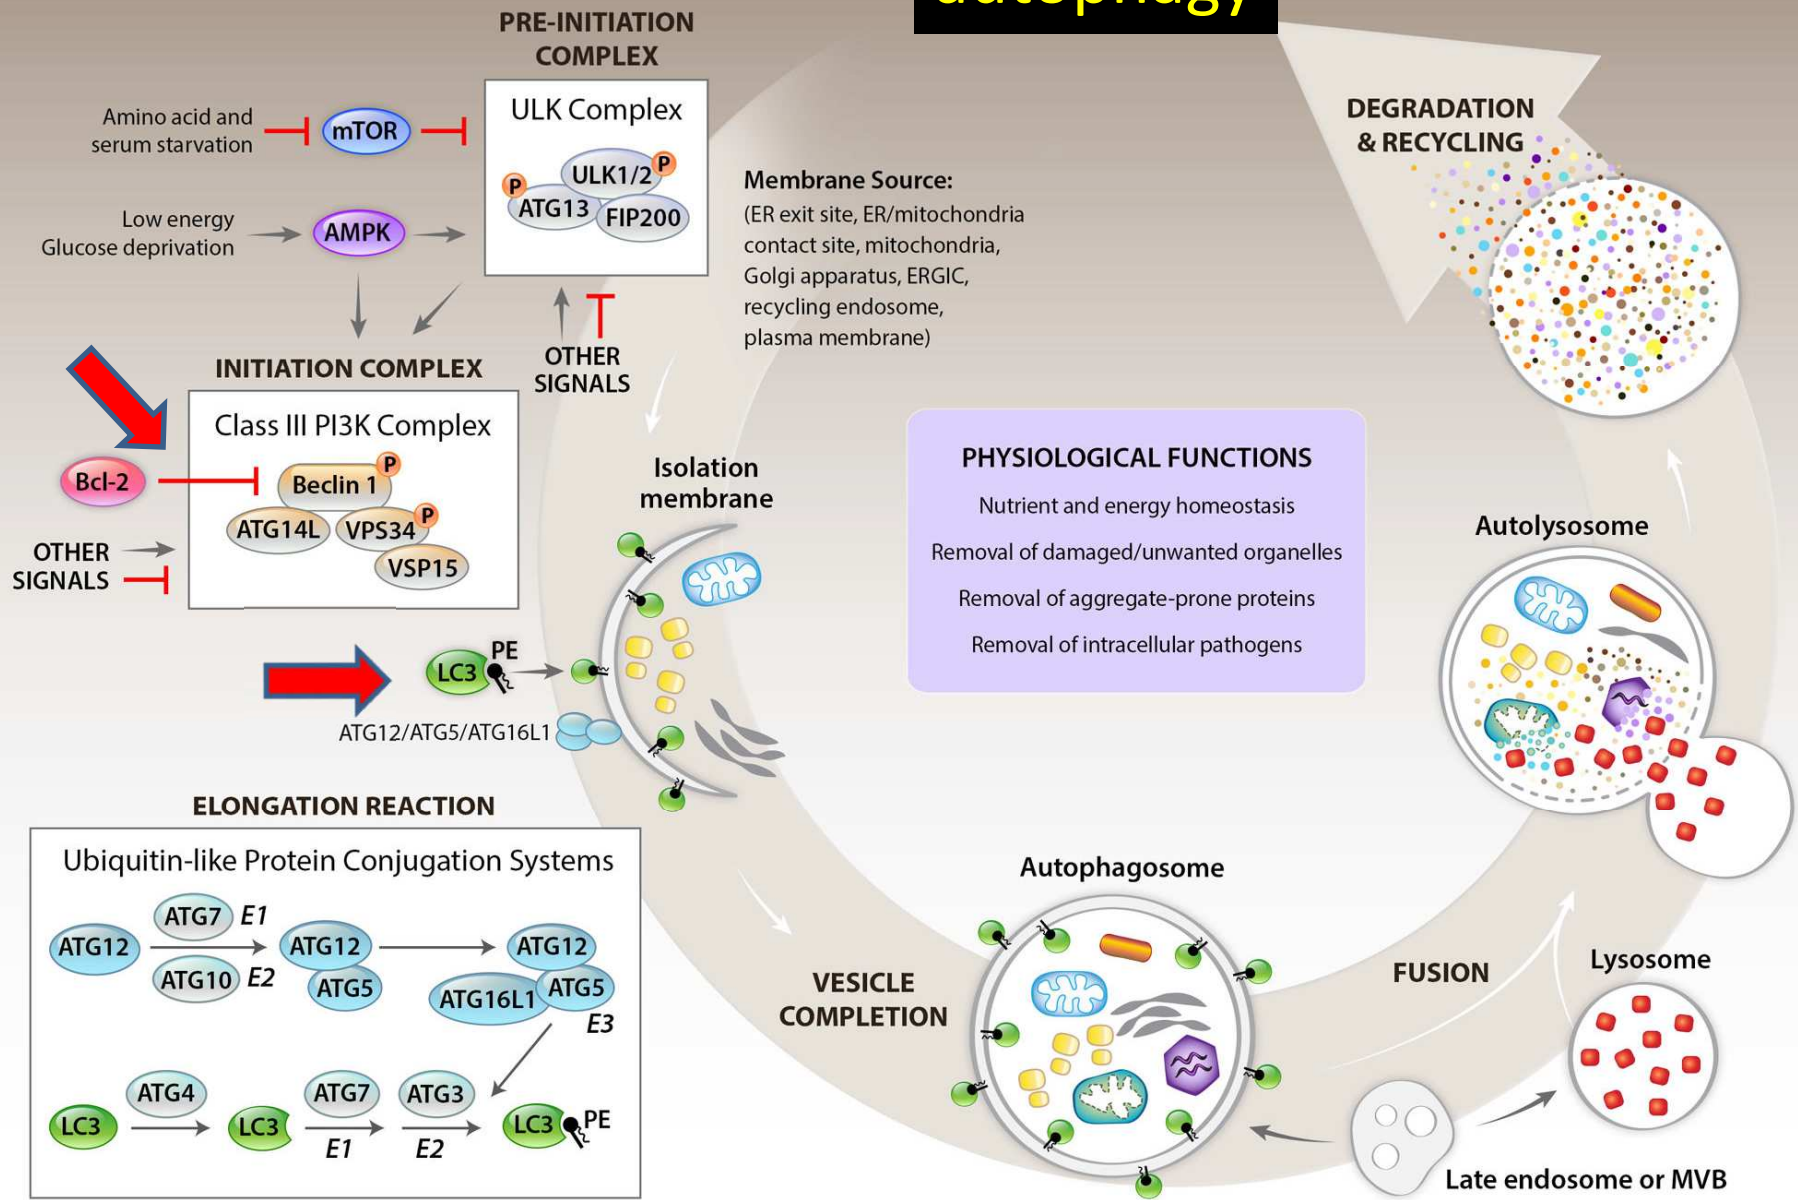 autophagy
PRE-INITIATION
COMPLEX
ULK Complex
ULK1/2
P
P
ATG13
FIP200
Amino acid and
serum starvation
mTOR
Low energy
Glucose deprivation
AMPK
OTHER
SIGNALS
Membrane Source:
(ER exit site, ER/mitochondria
contact site, mitochondria,
Golgi apparatus, ERGIC,
recycling endosome,
plasma membrane)
DEGRADATION
& RECYCLING
INITIATION COMPLEX
Class III PI3K Complex
Bcl-2
Beclin 1
P
ATG14L
VPS34
P
VSP15
OTHER
SIGNALS
Isolation
membrane
LC3
PE
ATG12/ATG5/ATG16L1
PHYSIOLOGICAL FUNCTIONS
Nutrient and energy homeostasis
Removal of damaged/unwanted organelles
Removal of aggregate-prone proteins
Removal of intracellular pathogens
Autolysosome
ELONGATION REACTION
Ubiquitin-like Protein Conjugation Systems
ATG12
ATG7
E1
ATG10
E2
ATG12
ATG5
ATG12
ATG16L1
ATG5
E3
LC3
ATG4
LC3
ATG7
E1
ATG3
E2
LC3
PE
VESICLE
COMPLETION
Autophagosome
FUSION
Lysosome
Late endosome or MVB